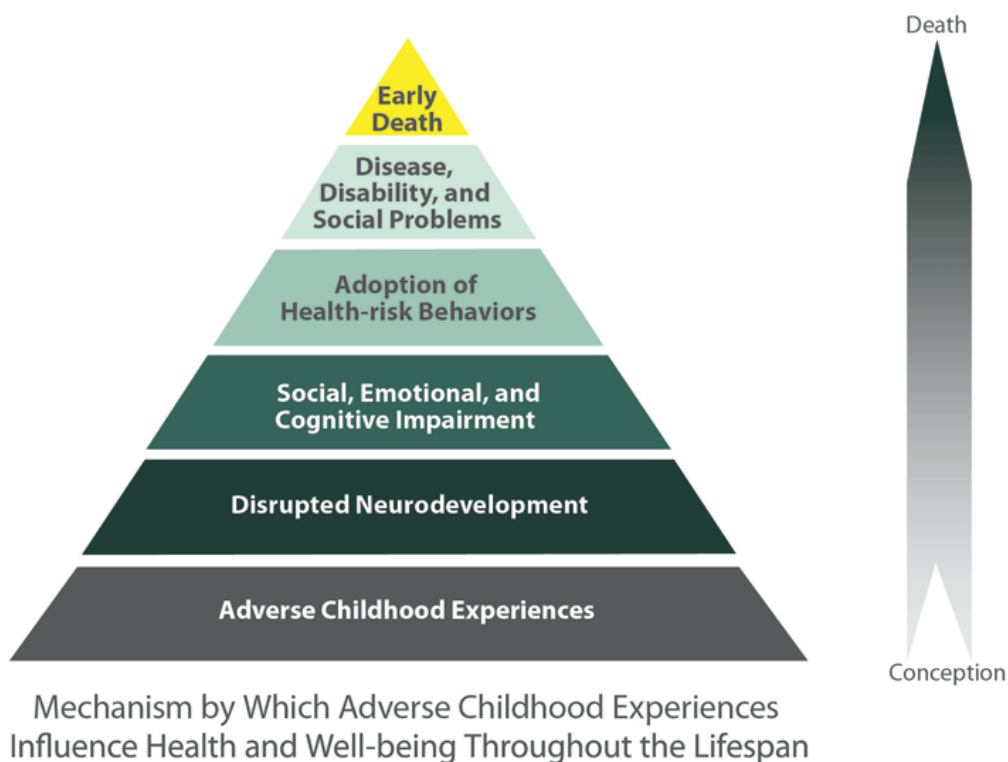 Death
Early
Death
Disease,
Disability, and
Social Problems
Adoption of
Health-risk Behaviors
Social, Emotional, and
Cognitive Impairment
Disrupted Neurodevelopment
Adverse Childhood Experiences
Conception
Mechanism by Which Adverse Childhood Experiences
Influence Health and Well-being Throughout the Lifespan